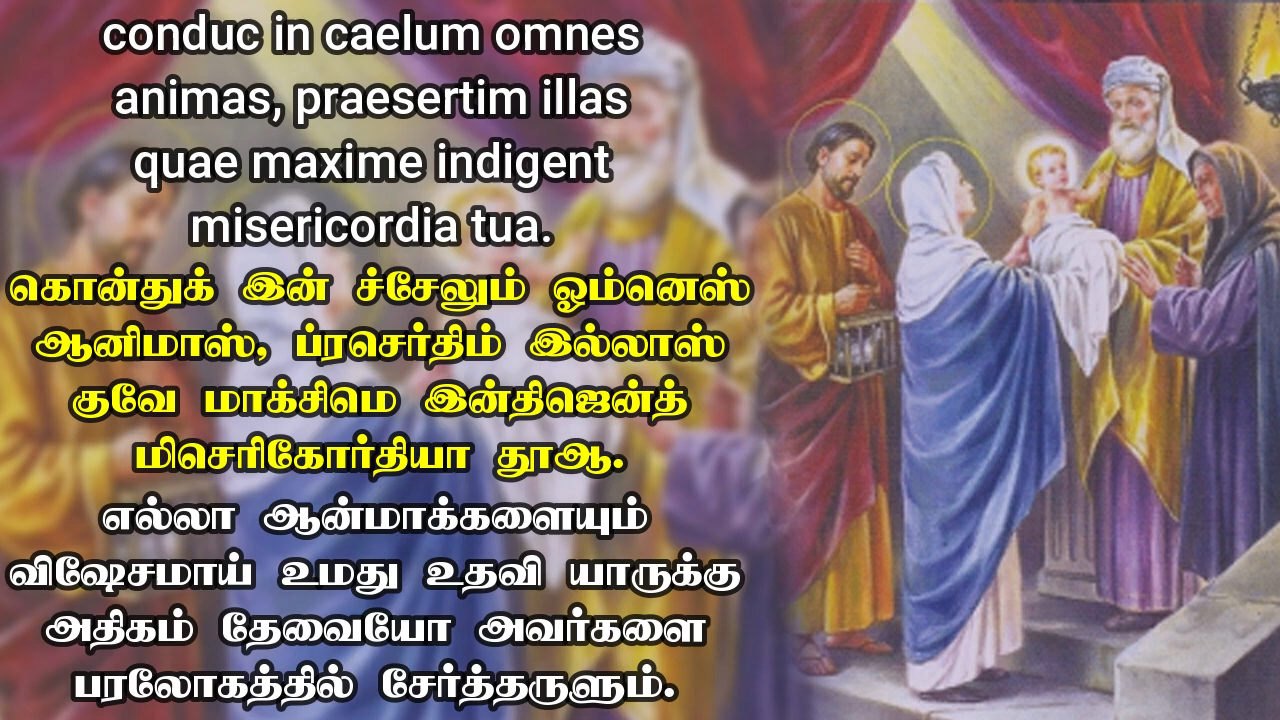 conduc in caelum omnes
animas, praesertim illas
quae maxime indigent
misericordia tua.
கொன்துக் இன் ச்சேலும் ஓம்னெஸ்
ஆனிமாஸ், ப்ரசெர்திம் இல்லாஸ்
குவே மாக்சிமெ இன்திஜென்த்
மிசெரிகோர்தியா தூஆ.
எல்லா ஆன்மாக்களையும்
விஷேசமாய் உமது உதவி யாருக்கு
அதிகம் தேவையோ அவர்களை
பரலோகத்தில் சேர்த்தருளும்.